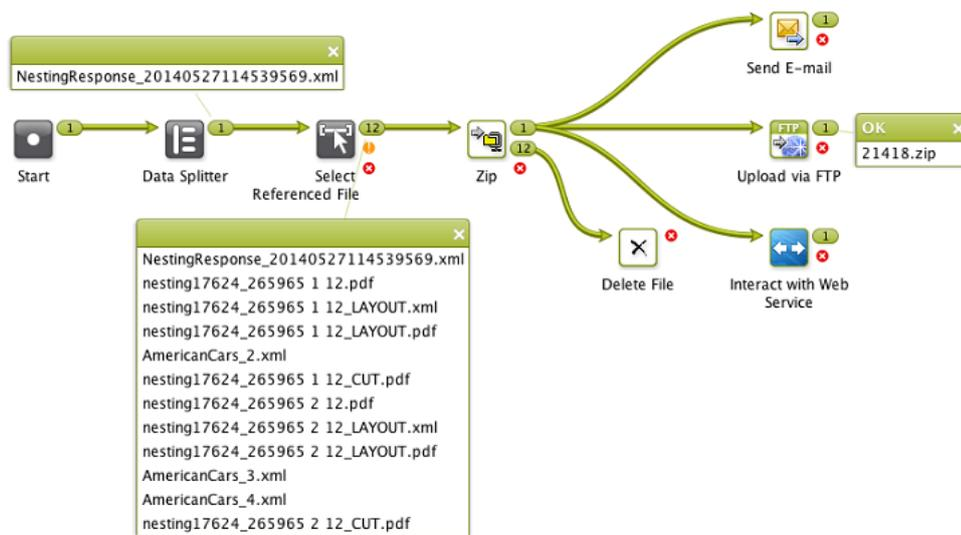 1
Send E-mail
NestingResponse_20140527114539569.xml
1
1
12
1
12
FTP
1
OK
21418.zip
Start
Data Splitter
Select
Referenced File
Zip
Upload via FTP
NestingResponse_20140527114539569.xml
nesting17624_265965 1 12.pdf
nesting17624_265965 1 12_LAYOUT.xml
nesting17624_265965 1 12_LAYOUT.pdf
AmericanCars_2.xml
nesting17624_265965 1 12_CUT.pdf
nesting17624_265965 2 12.pdf
nesting17624_265965 2 12_LAYOUT.xml
nesting17624_265965 2 12_LAYOUT.pdf
AmericanCars_3.xml
AmericanCars_4.xml
nesting17624_265965 2 12_CUT.pdf
Delete File
1
Interact with Web
Service